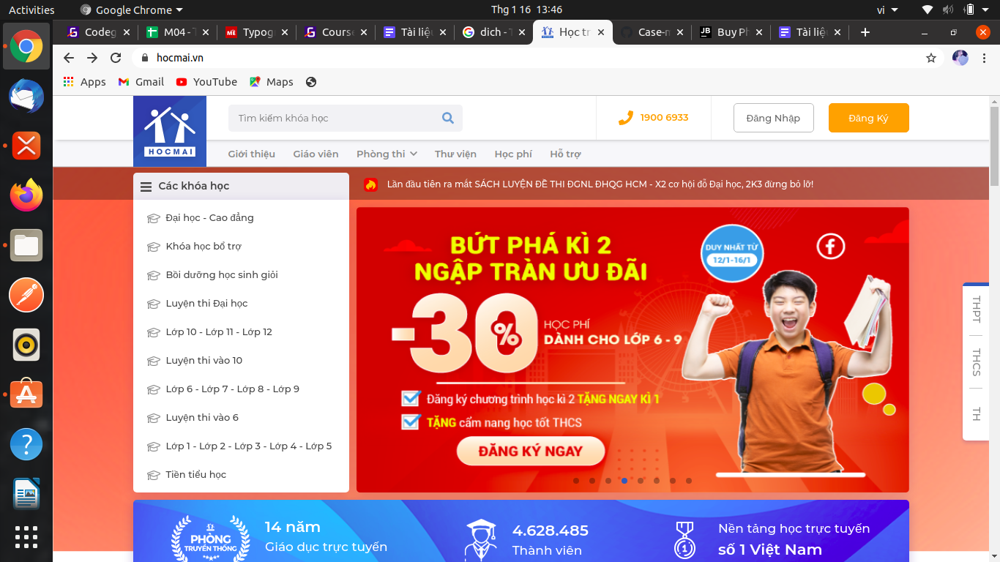 Activities
Google Chrome
Thg 1 16 13:46
vi
Codeg
M04 - T
Typogr
Course
Tài liệu
dich - T
Học tr
Case-m
Buy Ph
Tài liệu
hocmai.vn
Apps
Gmail
YouTube
Maps
HOCMAI
Tìm kiếm khóa học
1900 6933
Đăng Nhập
Đăng Ký
Giới thiệu
Giáo viên
Phòng thi
Thư viện
Học phí
Hỗ trợ
Các khóa học
Lần đầu tiên ra mắt SÁCH LUYỆN ĐỀ THI ĐGNL ĐHQG HCM - X2 cơ hội đỗ Đại học, 2K3 đừng bỏ lỡ!
Đại học - Cao đẳng
Khóa học bổ trợ
Bồi dưỡng học sinh giỏi
Luyện thi Đại học
Lớp 10 - Lớp 11 - Lớp 12
Luyện thi vào 10
Lớp 6 - Lớp 7 - Lớp 8 - Lớp 9
Luyện thi vào 6
Lớp 1 - Lớp 2 - Lớp 3 - Lớp 4 - Lớp 5
Tiền tiểu học
BỨT PHÁ KÌ 2
NGẬP TRÀN ƯU ĐÃI
DUY NHẤT TỪ
12/1-16/1
-30%
HỌC PHÍ
DÀNH CHO LỚP 6 - 9
Đăng ký chương trình học kì 2 TẶNG NGAY KÌ 1
TẶNG cẩm nang học tốt THCS
ĐĂNG KÝ NGAY
THPT
THCS
TH
PHÒNG
TRUYỀN THỐNG
14 năm
Giáo dục trực tuyến
4.628.485
Thành viên
Nền tảng học trực tuyến
số 1 Việt Nam